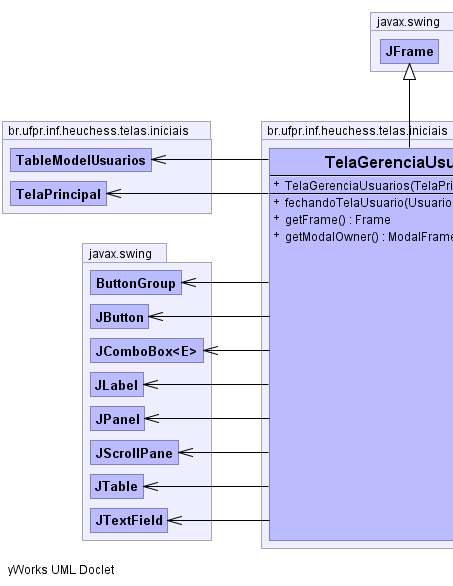 javax.swing
JFrame
br.ufpr.inf.heuchess.telas.iniciais
TableModelUsuarios
TelaPrincipal
br.ufpr.inf.heuchess.telas.iniciais
TelaGerenciaUsu
+ TelaGerenciaUsuarios(TelaPri
+ fechandoTelaUsuario(Usuario
+ getFrame() : Frame
+ getModalOwner() : ModalFrame
javax.swing
ButtonGroup
JButton
JComboBox<E>
JLabel
JPanel
JScrollPane
JTable
JTextField
yWorks UML Doclet